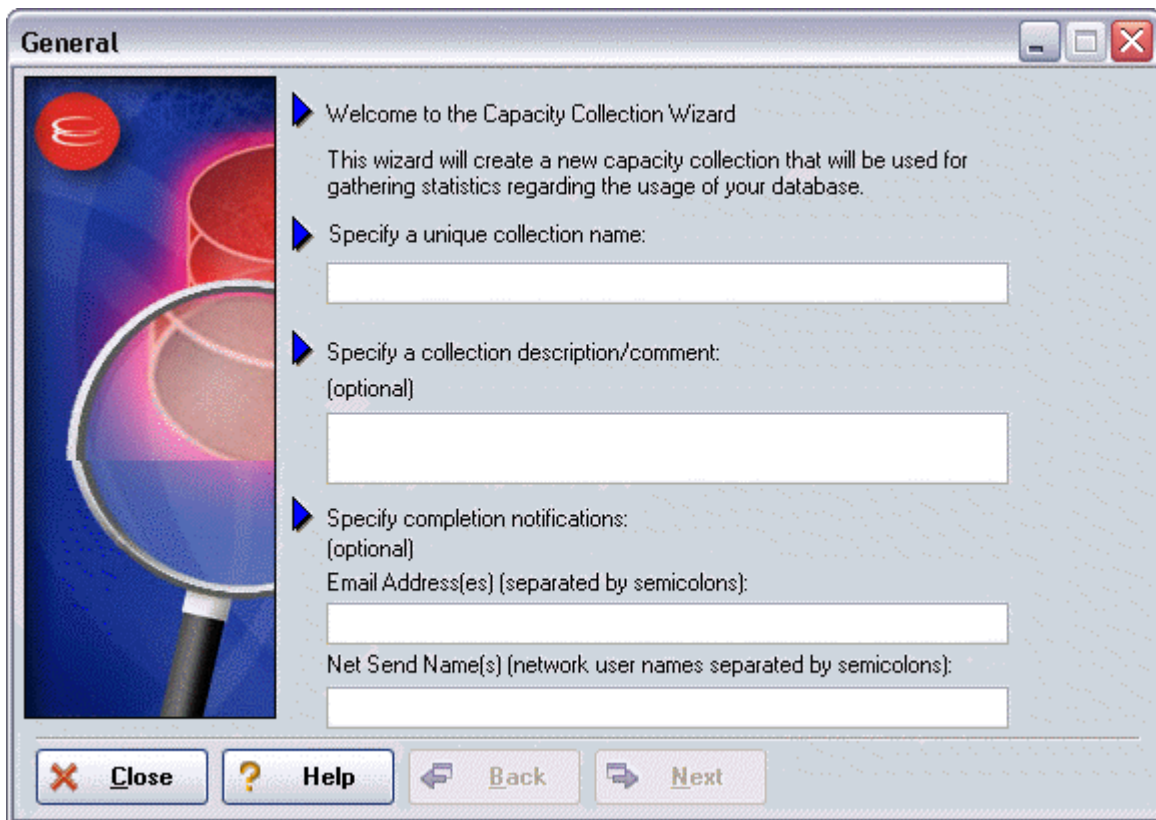 General
Welcome to the Capacity Collection Wizard
This wizard will create a new capacity collection that will be used for
gathering statistics regarding the usage of your database.
Specify a unique collection name:
Specify a collection description/comment:
(optional)
Specify completion notifications:
(optional)
Email Address(es) (separated by semicolons):
Net Send Name(s) (network user names separated by semicolons):
Close
Help
Back
Next